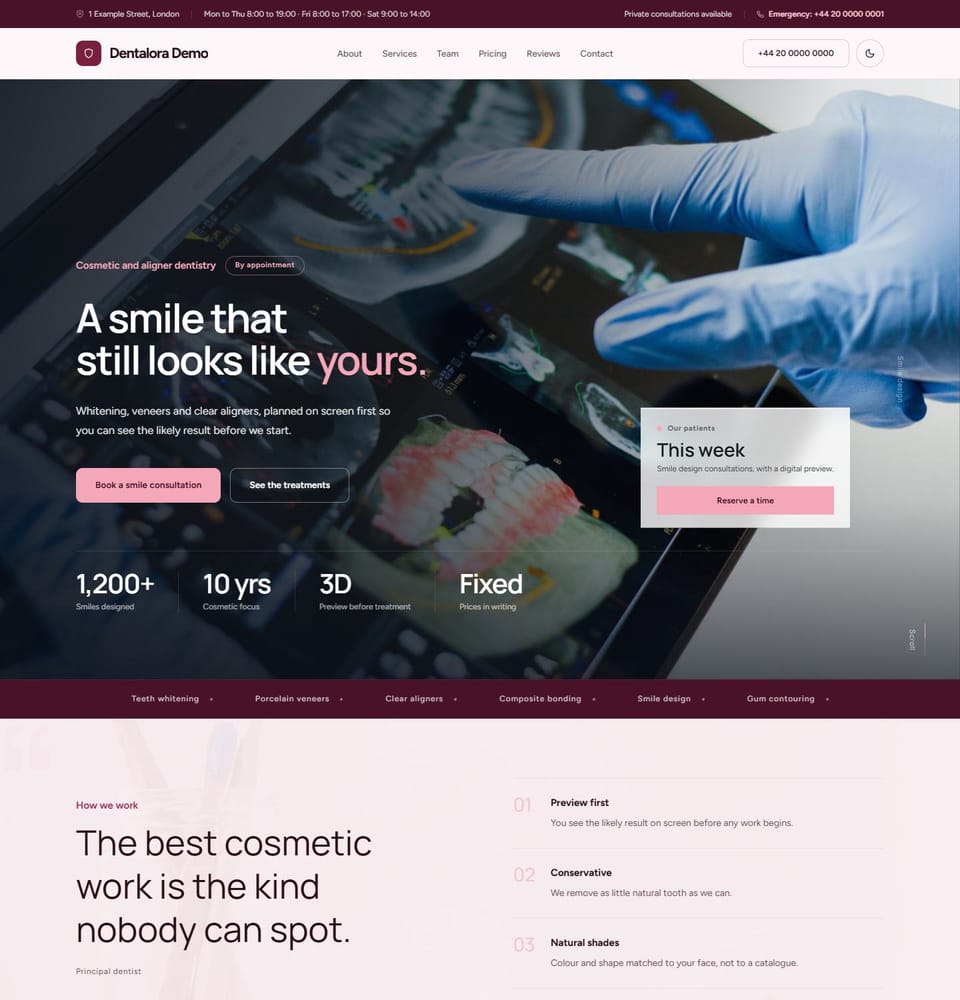 1 Example Street, London
Mon to Thu 8:00 to 19:00 · Fri 8:00 to 17:00 · Sat 9:00 to 14:00
Private consultations available
Emergency: +44 20 0000 0001
Dentalora Demo
About
Services
Team
Pricing
Reviews
Contact
+44 20 0000 0000
Cosmetic and aligner dentistry
By appointment
A smile that
still looks like yours.
Whitening, veneers and clear aligners, planned on screen first so
you can see the likely result before we start.
Book a smile consultation
See the treatments
Smile design
Our patients
This week
Smile design consultations, with a digital preview.
Reserve a time
1,200+
Smiles designed
10 yrs
Cosmetic focus
3D
Preview before treatment
Fixed
Prices in writing
Scroll
Teeth whitening
Porcelain veneers
Clear aligners
Composite bonding
Smile design
Gum contouring
How we work
The best cosmetic
work is the kind
nobody can spot.
Principal dentist
01
Preview first
You see the likely result on screen before any work begins.
02
Conservative
We remove as little natural tooth as we can.
03
Natural shades
Colour and shape matched to your face, not to a catalogue.